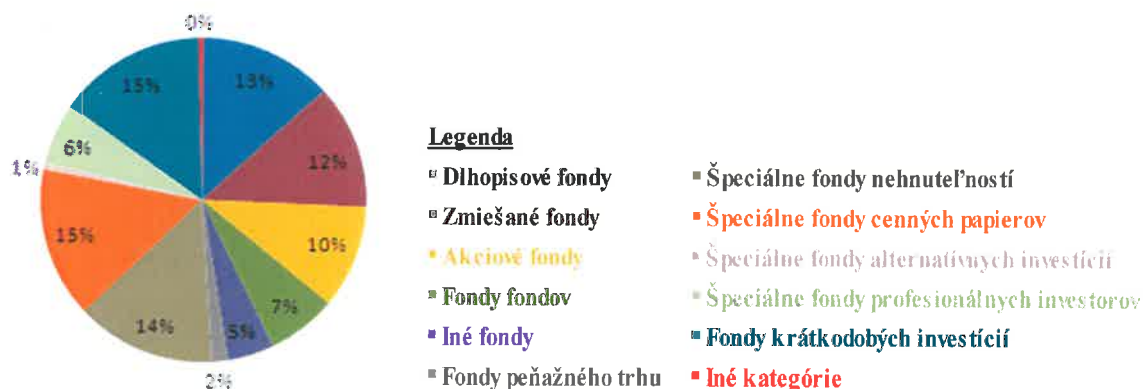 0%
13%
12%
10%
7%
5%
2%
14%
15%
1%
6%
15%
Legenda
Dlhopisové fondy
Zmiešané fondy
Akciové fondy
Fondy fondov
Iné fondy
Fondy peňažného trhu
Špeciálne fondy nehnuteľností
Špeciálne fondy cenných papierov
Špeciálne fondy alternatívnych investícií
Špeciálne fondy profesionálnych investorov
Fondy krátkodobých investícií
Iné kategórie